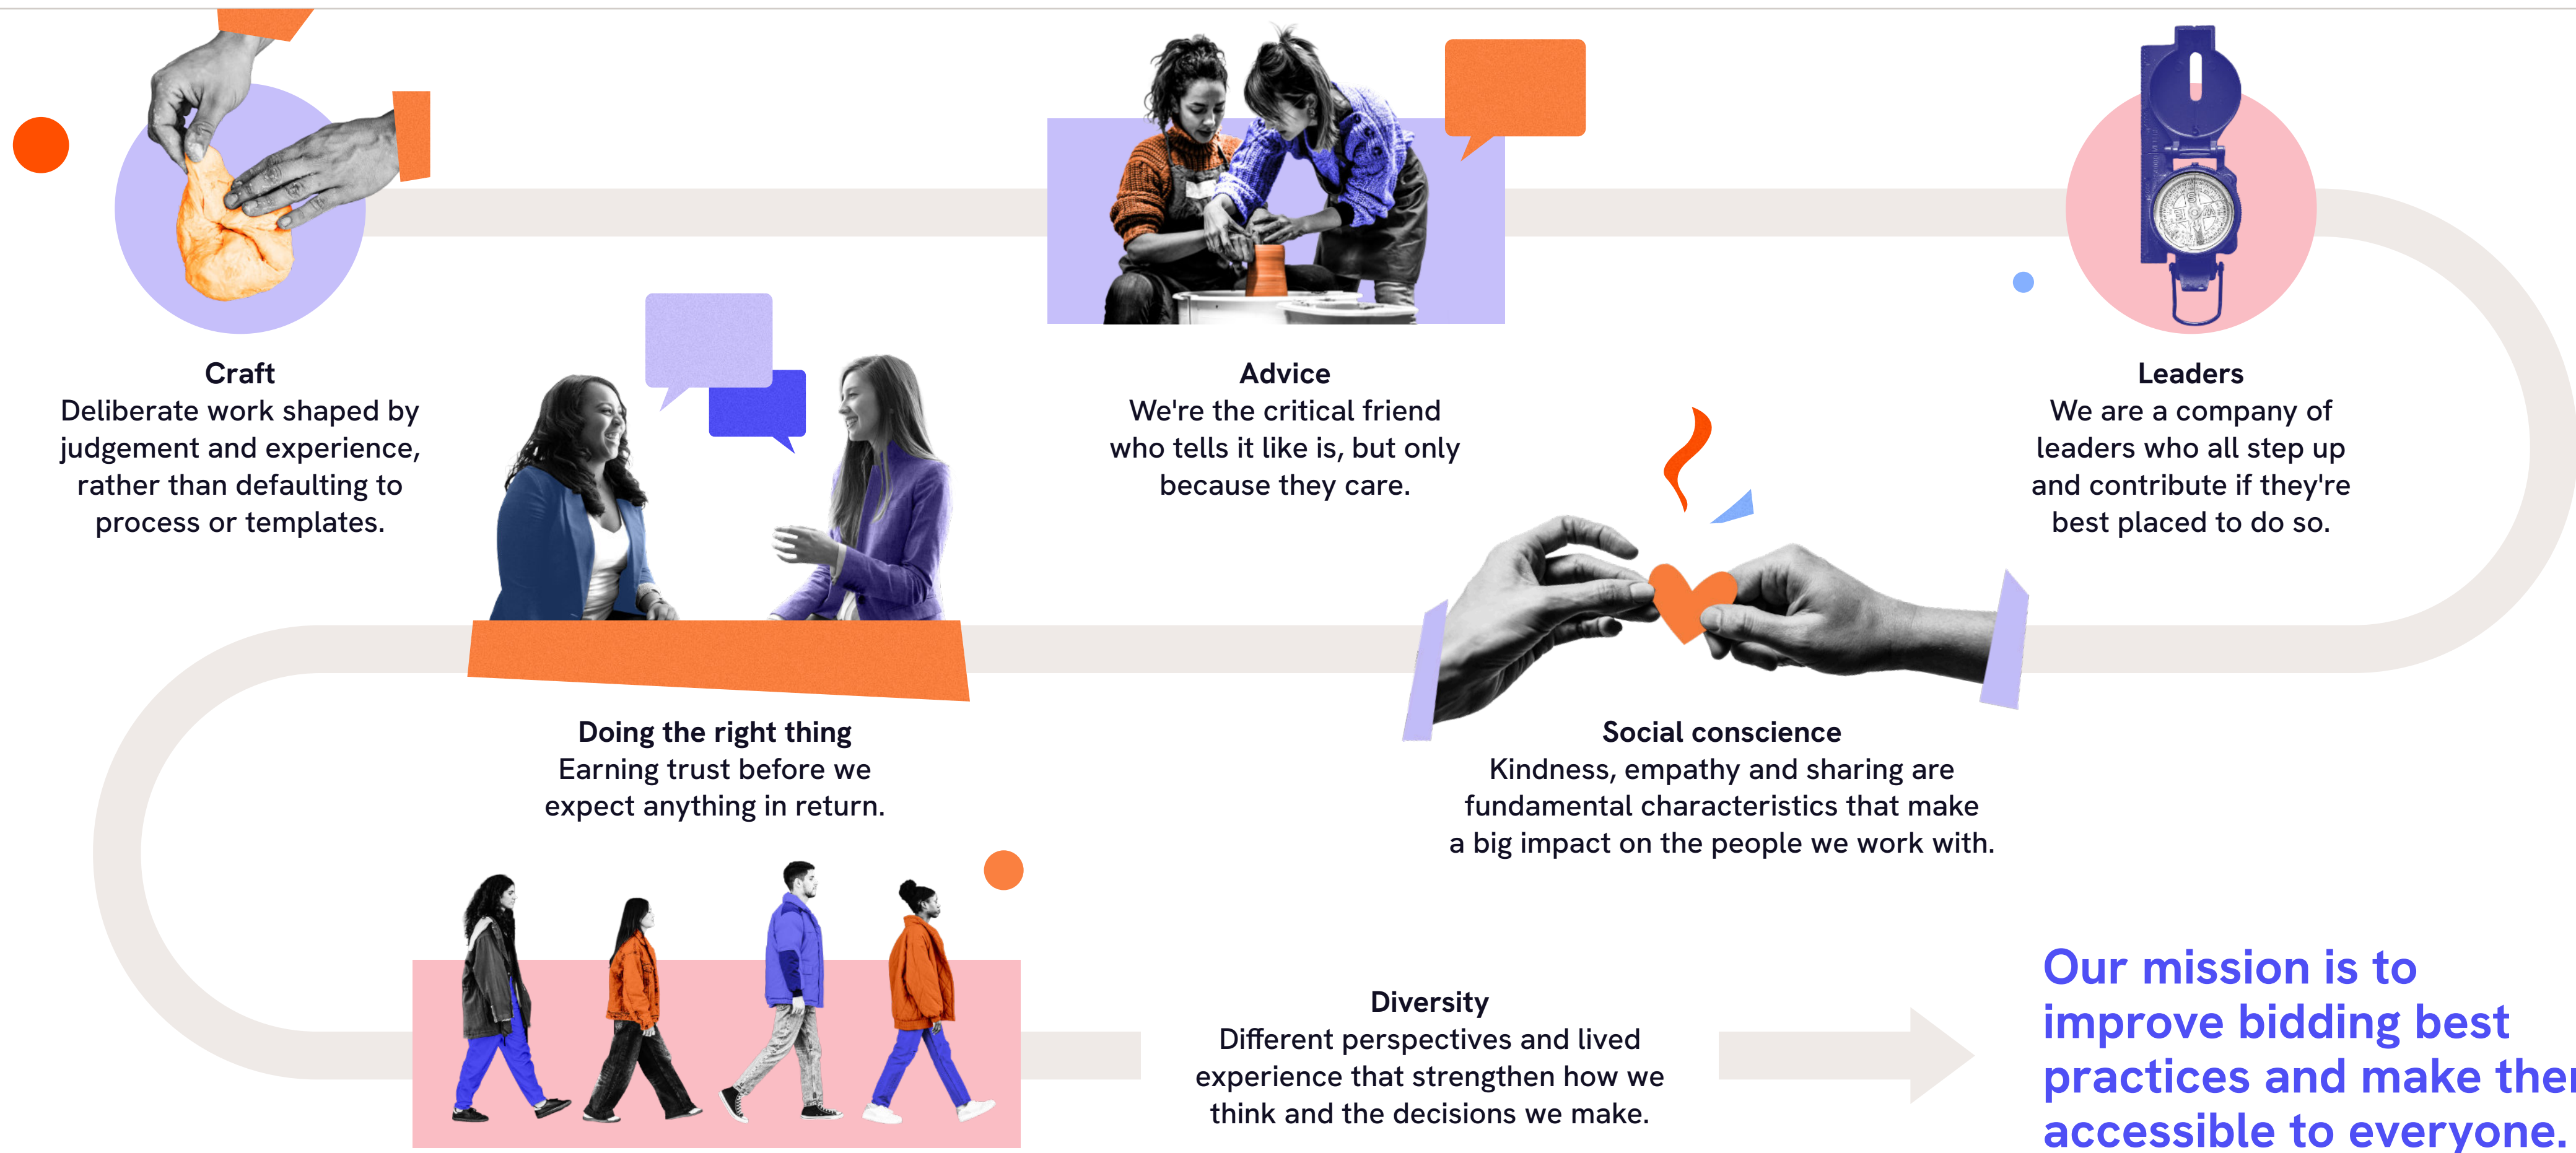 Craft
Deliberate work shaped by
judgement and experience,
rather than defaulting to
process or templates.
Advice
We're the critical friend
who tells it like is, but only
because they care.
Leaders
We are a company of
leaders who all step up
and contribute if they're
best placed to do so.
Social conscience
Kindness, empathy and sharing are
fundamental characteristics that make
a big impact on the people we work with.
Doing the right thing
Earning trust before we
expect anything in return.
Diversity
Different perspectives and lived
experience that strengthen how we
think and the decisions we make.
Our mission is to
improve bidding best
practices and make
accessible to everyone.